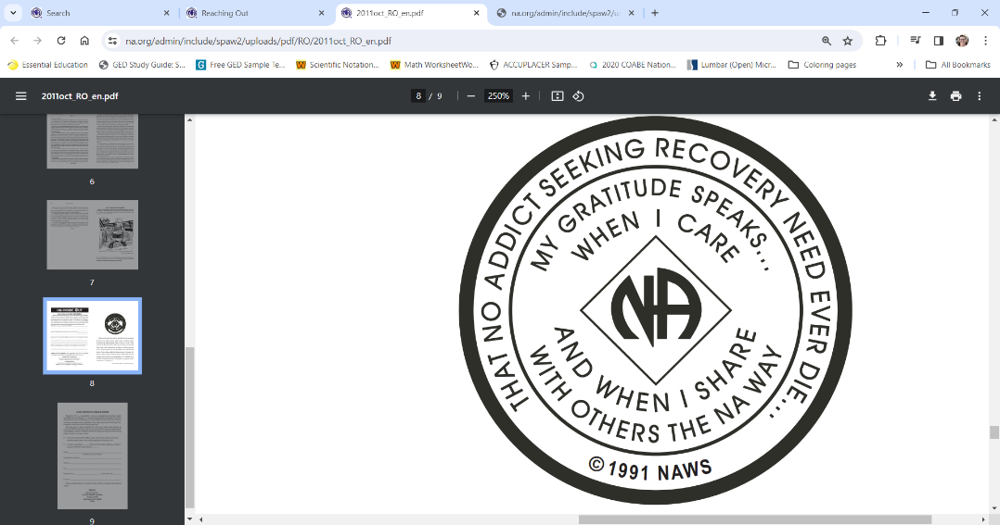 Search
Reaching Out
2011oct_RO_en.pdf
na.org/admin/include/spaw2/u
na.org/admin/include/spaw2/uploads/pdf/RO/2011oct_RO_en.pdf
Essential Education
GED Study Guide: S...
Free GED Sample Te...
Scientific Notation...
Math WorksheetWo...
ACCUPLACER Samp...
2020 COABE Nation...
Lumbar (Open) Micr...
Coloring pages
»
All Bookmarks
2011oct_RO_en.pdf
8 / 9
250%
6
7
8
9
THAT NO ADDICT SEEKING RECOVERY NEED EVER DIE...
MY GRATITUDE SPEAKS...
WHEN I CARE
NA
AND WHEN I SHARE
WITH OTHERS THE NA WAY
© 1991 NAWS